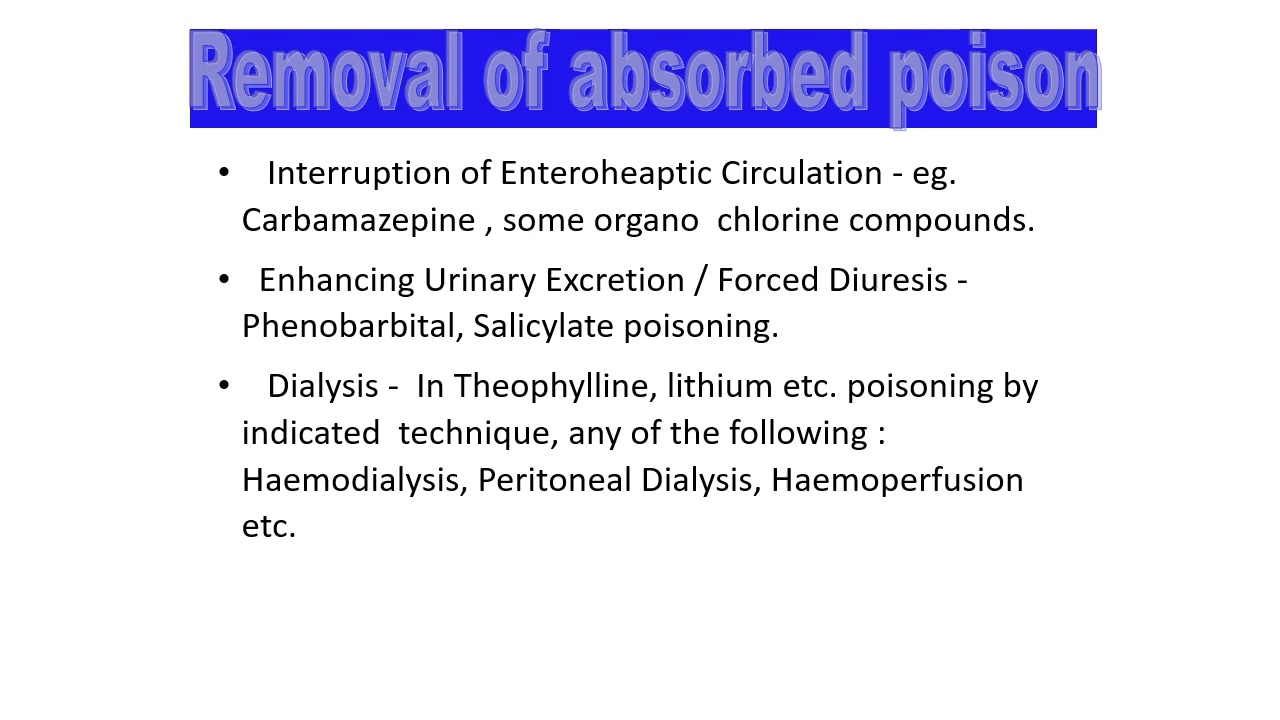 Removal of absorbed poison
• Interruption of Enteroheaptic Circulation - eg.
Carbamazepine , some organo chlorine compounds.
• Enhancing Urinary Excretion / Forced Diuresis -
Phenobarbital, Salicylate poisoning.
• Dialysis - In Theophylline, lithium etc. poisoning by
indicated technique, any of the following :
Haemodialysis, Peritoneal Dialysis, Haemoperfusion
etc.